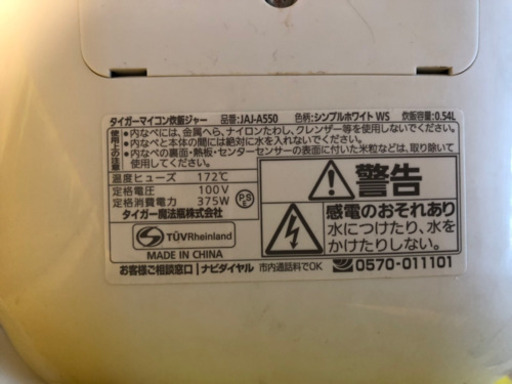 タイガーマイコン炊飯ジャー 品番:JAJ-A550 色柄:シンプルホワイト WS 炊飯容量:0.54L
使用上の注意
•内なべには、金属へら、ナイロンたわし、クレンザー等を使用しないでください。
•内なべと本体の間には絶対に水を入れないでください。
•内なべの裏面・熱板・センターセンサーの表面に付いた米粒などは、取り除いて
温度ヒューズ 172℃
定格電圧 100V
定格消費電力 375W
PSE
タイガー魔法瓶株式会社
TÜVRheinland
MADE IN CHINA
警告
感電のおそれあり
水につけたり、水を
かけたりしない。
お客様ご相談窓口 ナビダイヤル 市内通話料でOK 0570-011101